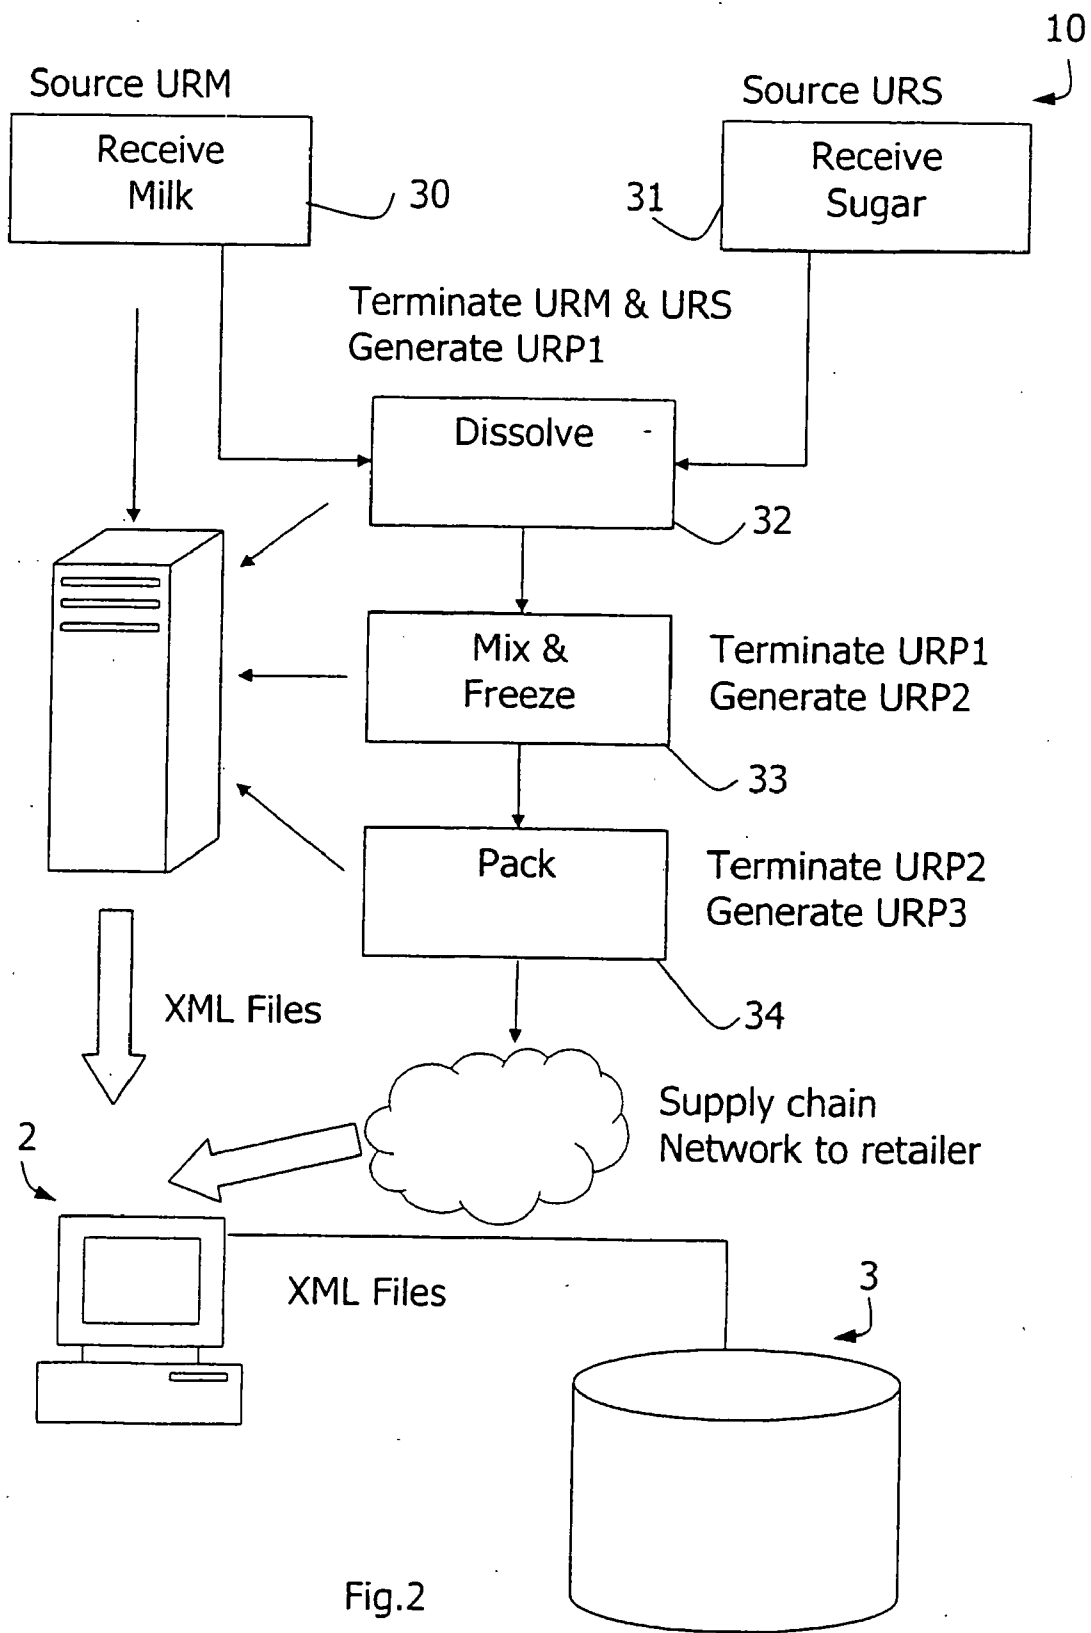 10
Source URM
Source URS
Receive
Milk
30
31
Receive
Sugar
Terminate URM & URS
Generate URP1
Dissolve
32
Mix &
Freeze
Terminate URP1
Generate URP2
33
Pack
Terminate URP2
Generate URP3
34
XML Files
Supply chain
Network to retailer
2
XML Files
3
Fig.2